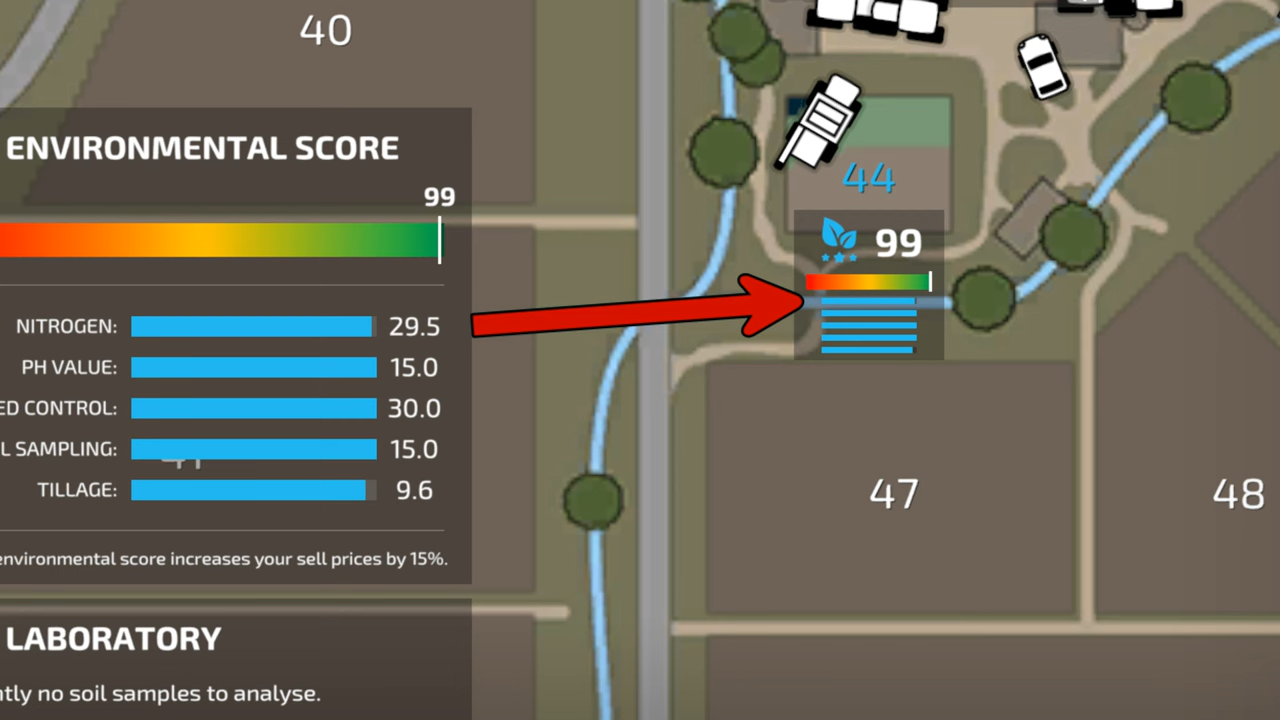 40
ENVIRONMENTAL SCORE
99
NITROGEN: 29.5
PH VALUE: 15.0
ED CONTROL: 30.0
L SAMPLING: 15.0
TILLAGE: 9.6
environmental score increases your sell prices by 15%.
LABORATORY
ntly no soil samples to analyse.
44
99
47
48